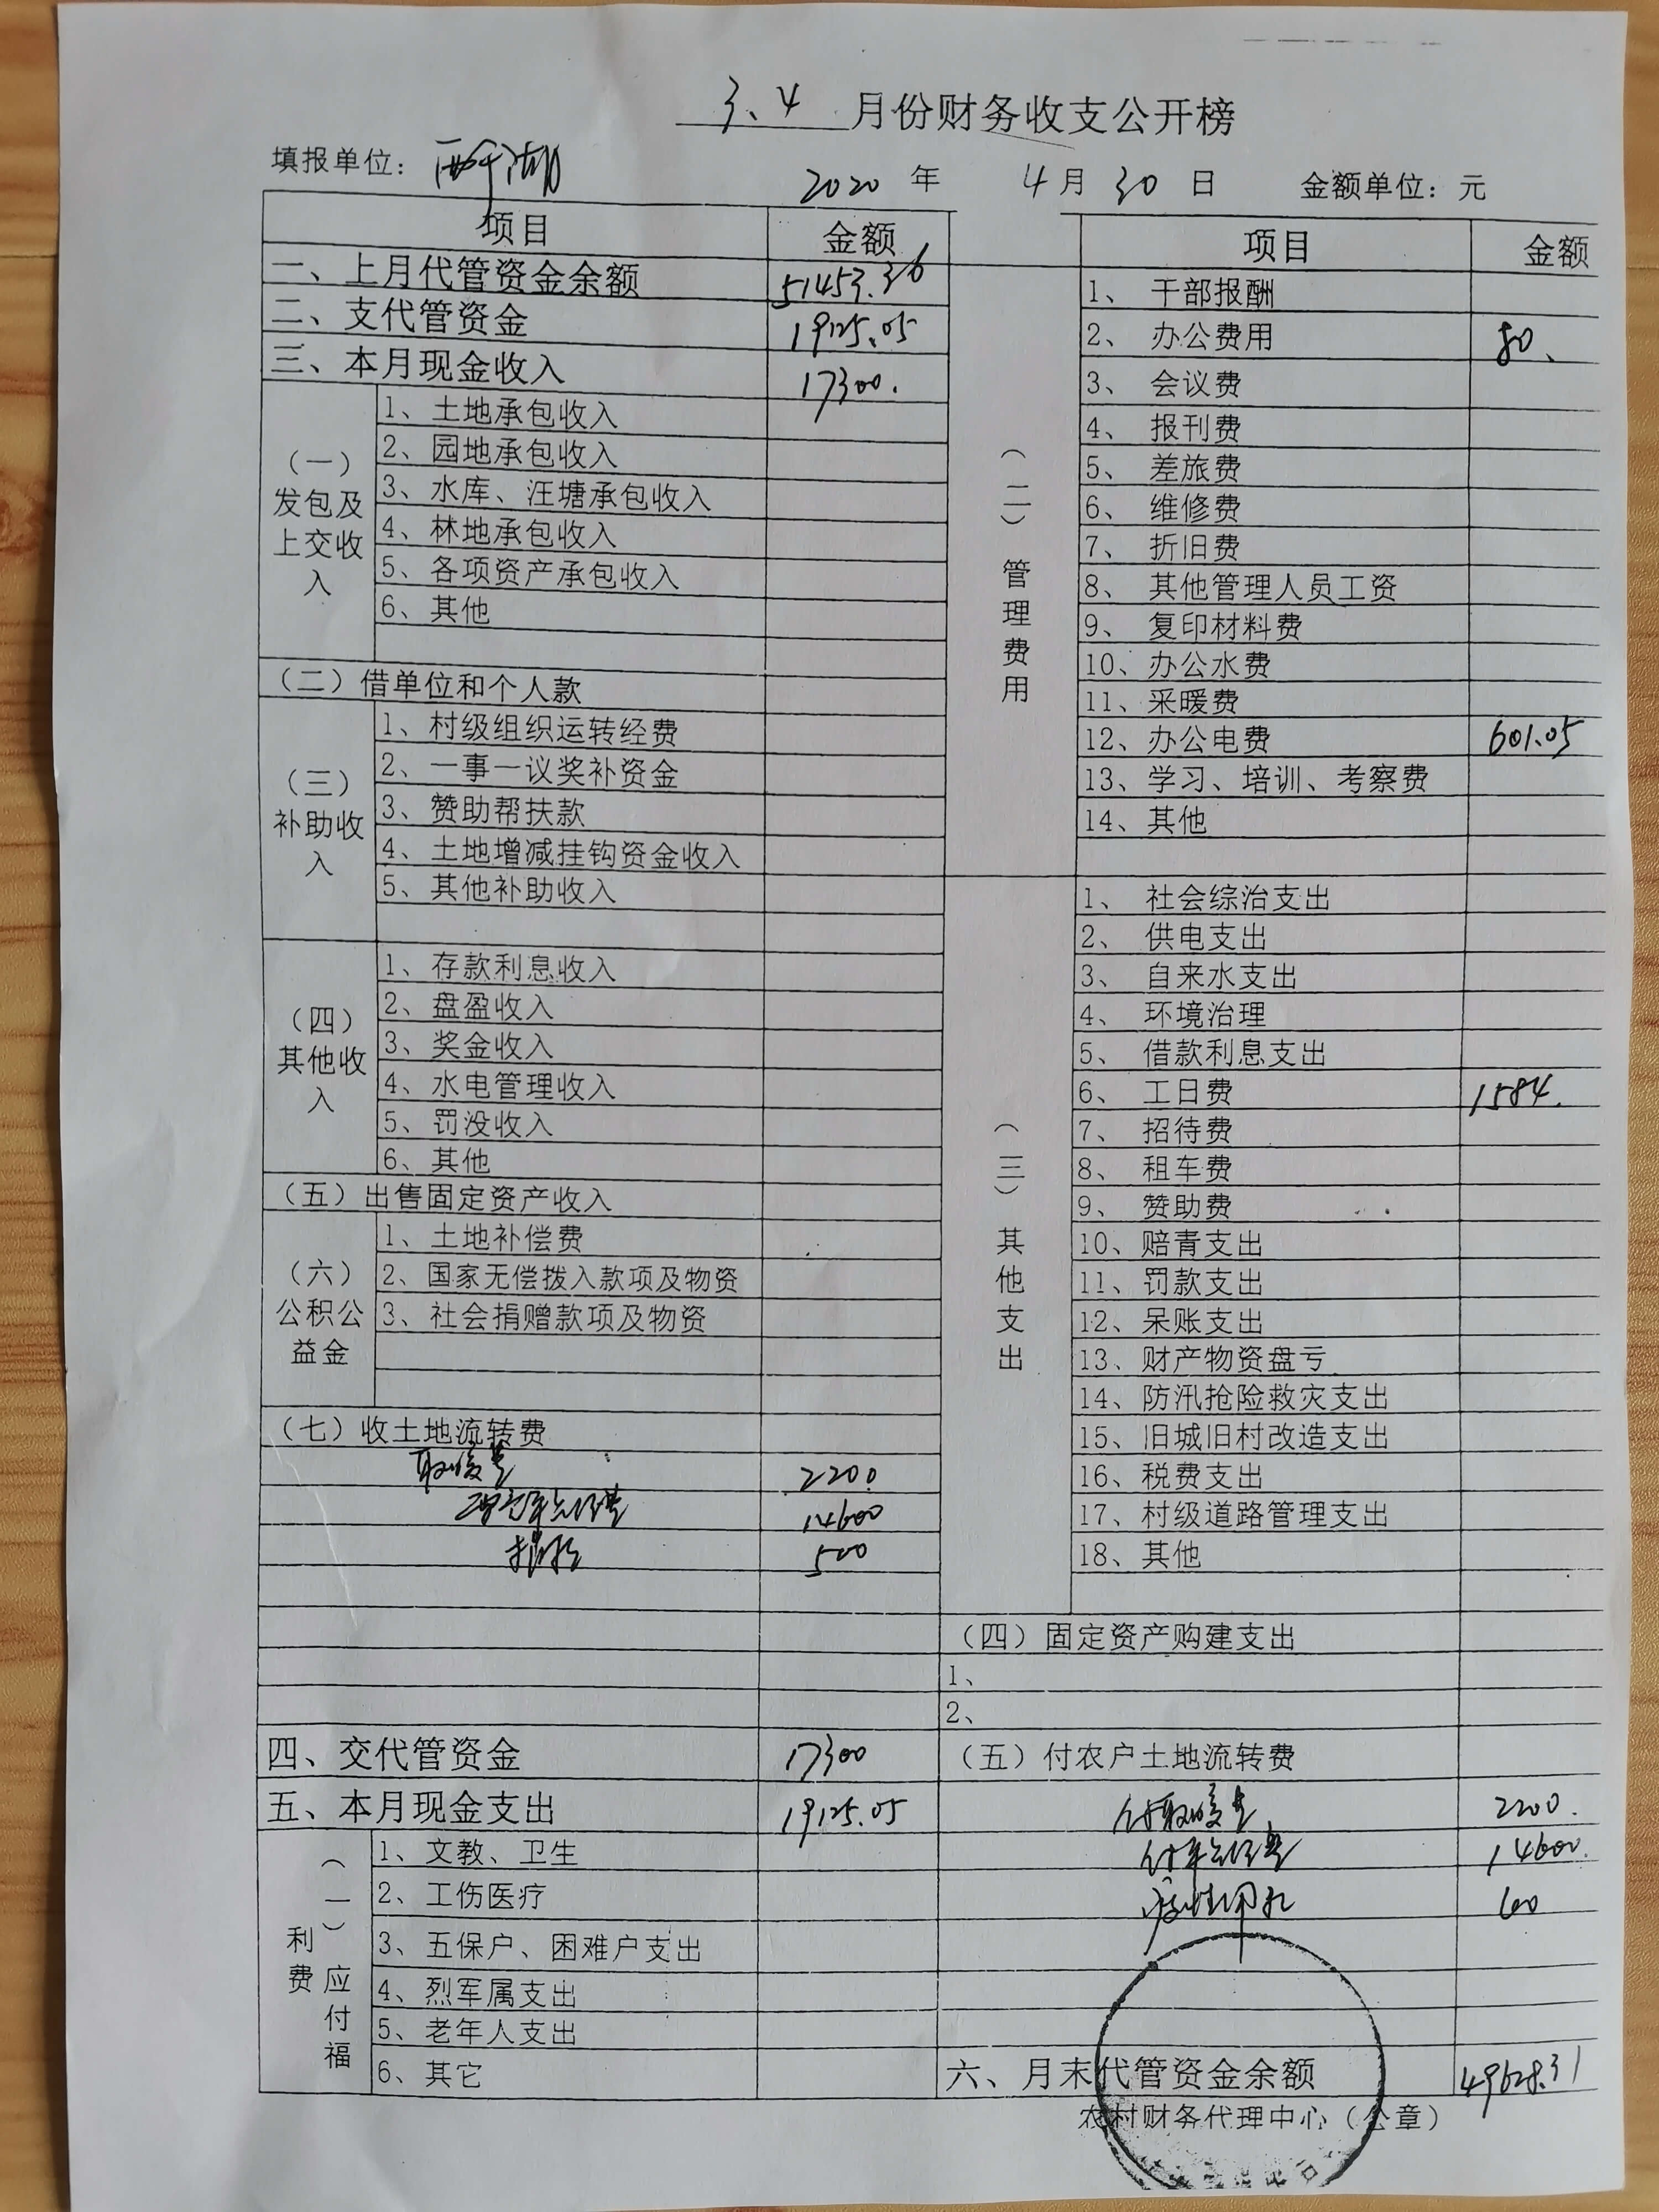 3、4 月份财务收支公开榜
填报单位：
2020 年 4 月 30 日 金额单位：元
项目 金额
一、上月代管资金余额 51453.36
二、支代管资金 19125.05
三、本月现金收入 17300.
（一）发包及上交收入
1、土地承包收入
2、园地承包收入
3、水库、汪塘承包收入
4、林地承包收入
5、各项资产承包收入
6、其他
（二）借单位和个人款
（三）补助收入
1、村级组织运转经费
2、一事一议奖补资金
3、赞助帮扶款
4、土地增减挂钩资金收入
5、其他补助收入
（四）其他收入
1、存款利息收入
2、盘盈收入
3、奖金收入
4、水电管理收入
5、罚没收入
6、其他
（五）出售固定资产收入
（六）公积公益金
1、土地补偿费
2、国家无偿拨入款项及物资
3、社会捐赠款项及物资
（七）收土地流转费
取暖费 2200
14600
500
四、交代管资金 17300
五、本月现金支出 19125.05
（一）应付福利费
1、文教、卫生
2、工伤医疗
3、五保户、困难户支出
4、烈军属支出
5、老年人支出
6、其它
项目 金额
（二）管理费用
1、干部报酬
2、办公费用 80、
3、会议费
4、报刊费
5、差旅费
6、维修费
7、折旧费
8、其他管理人员工资
9、复印材料费
10、办公水费
11、采暖费
12、办公电费 601.05
13、学习、培训、考察费
14、其他
（三）其他支出
1、社会综治支出
2、供电支出
3、自来水支出
4、环境治理
5、借款利息支出
6、工日费 1584.
7、招待费
8、租车费
9、赞助费
10、赔青支出
11、罚款支出
12、呆账支出
13、财产物资盘亏
14、防汛抢险救灾支出
15、旧城旧村改造支出
16、税费支出
17、村级道路管理支出
18、其他
（四）固定资产购建支出
1、
2、
（五）付农户土地流转费
付取暖费 2200.
14600.
60
六、月末代管资金余额 49628.31
农村财务代理中心（公章）